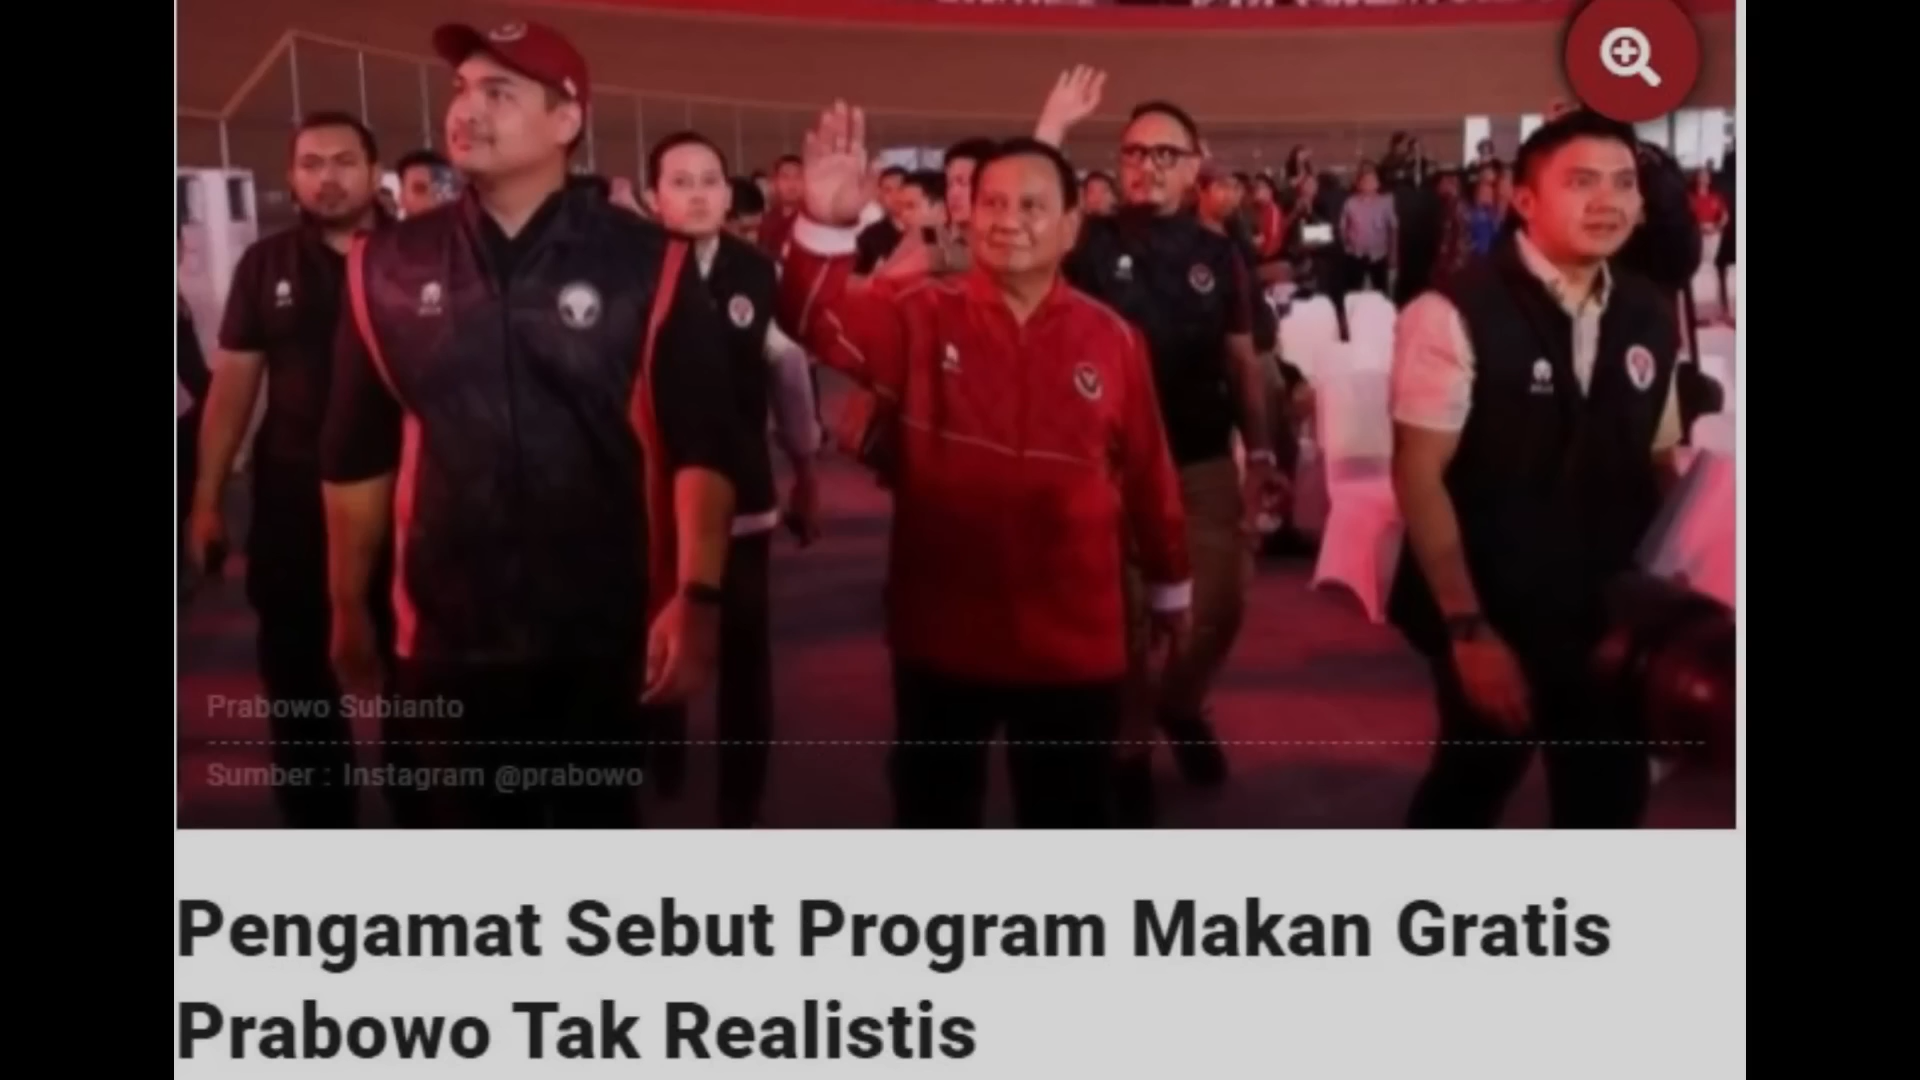 Prabowo Subianto
Sumber : Instagram @prabowo
Pengamat Sebut Program Makan Gratis
Prabowo Tak Realistis